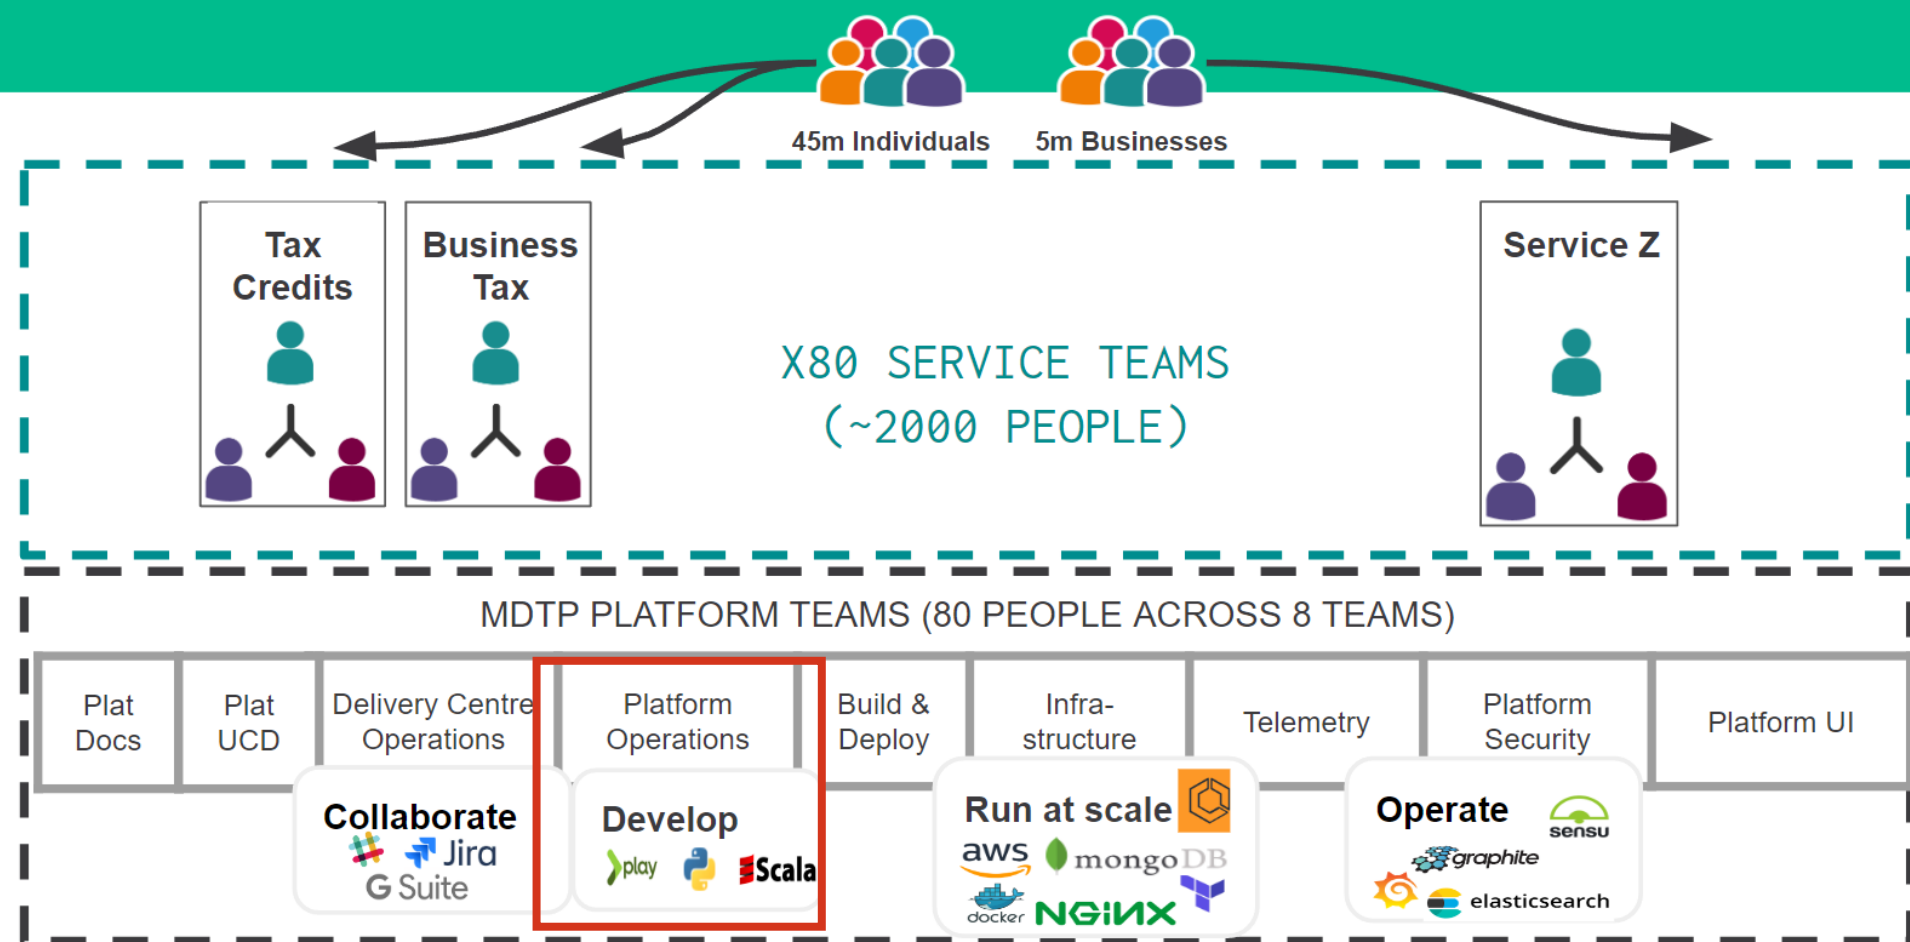 45m Individuals
5m Businesses
Tax
Credits
Business
Tax
Service Z
X80 SERVICE TEAMS
(~2000 PEOPLE)
MDTP PLATFORM TEAMS (80 PEOPLE ACROSS 8 TEAMS)
Plat
Docs
Plat
UCD
Delivery Centre
Operations
Platform
Operations
Build &
Deploy
Infra-
structure
Telemetry
Platform
Security
Platform UI
Collaborate
Jira
G Suite
Develop
play
Scala
Run at scale
aws
mongoDB
docker
NGINX
Operate
sensu
graphite
elasticsearch